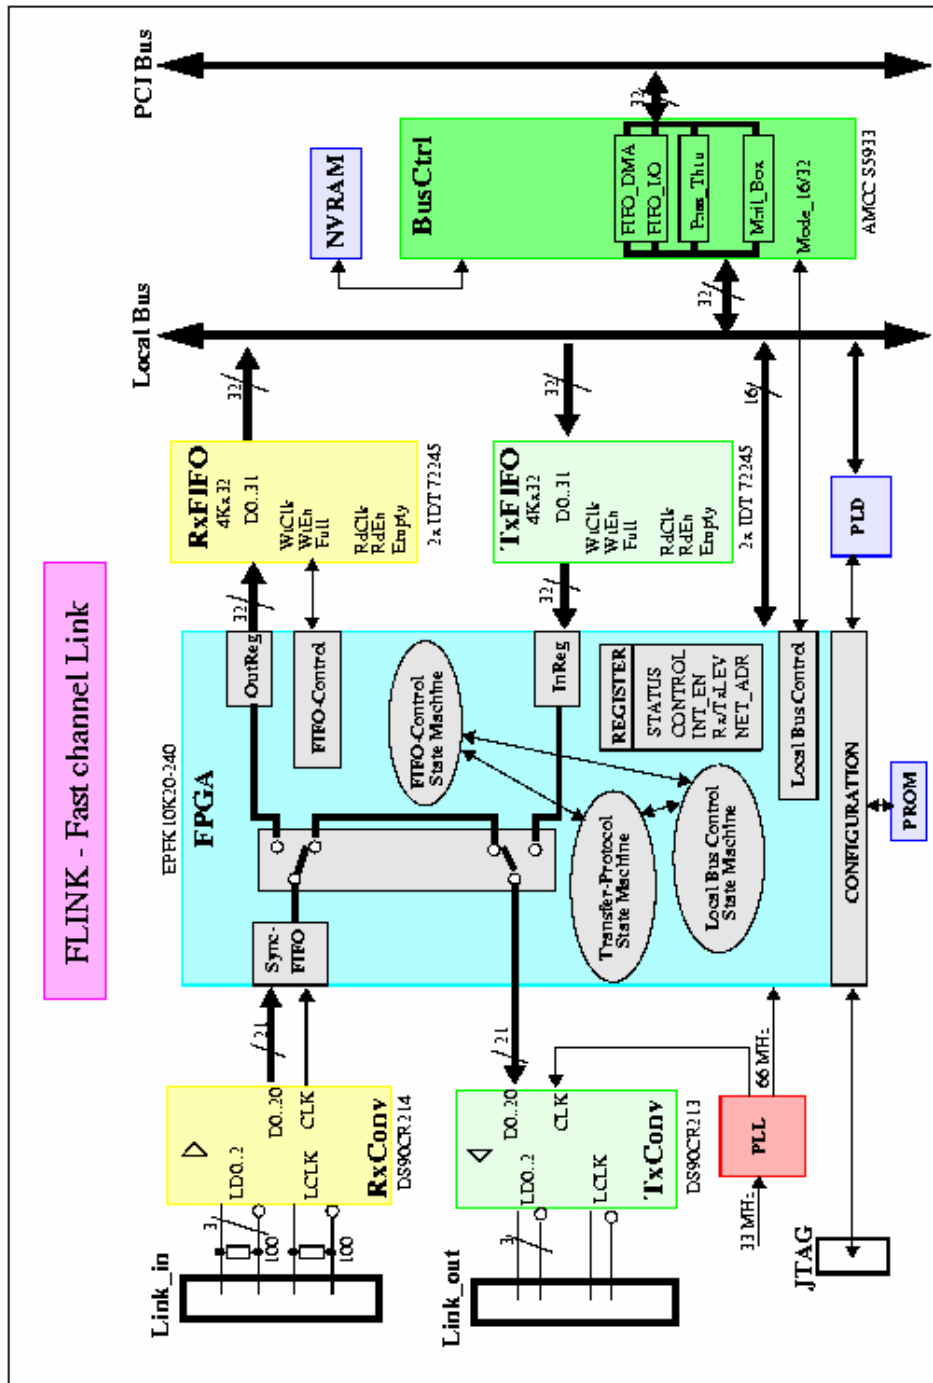 FLINK - Fast channel Link
Link_in
3
100
100
LD0..2
LCLK
D0..20
CLK
RxConv
DS90CR214
21
Link_out
3
LD0..2
LCLK
D0..20
CLK
TxConv
DS90CR213
21
33 MHz
PLL
66 MHz
JTAG
EPFK 10K20-240
FPGA
Sync-
FIFO
OutReg
FIFO-Control
FIFO-Control
State Machine
InReg
Transfer-Protocol
State Machine
Local Bus Control
State Machine
REGISTER
STATUS
CONTROL
INT_EN
Rx/TxLEV
NET_ADR
Local Bus Control
CONFIGURATION
PROM
PLD
32
RxFIFO
4Kx32
D0..31
WrClk
WrEn
Full
RdClk
RdEn
Empty
2x IDT 72245
32
32
TxFIFO
4Kx32
D0..31
WrClk
WrEn
Full
RdClk
RdEn
Empty
2x IDT 72245
32
16
Local Bus
NVRAM
32
BusCtrl
FIFO_DMA
FIFO_I/O
Pass_Thru
Mail_Box
Mode_16/32
AMCC S5933
32
PCI Bus